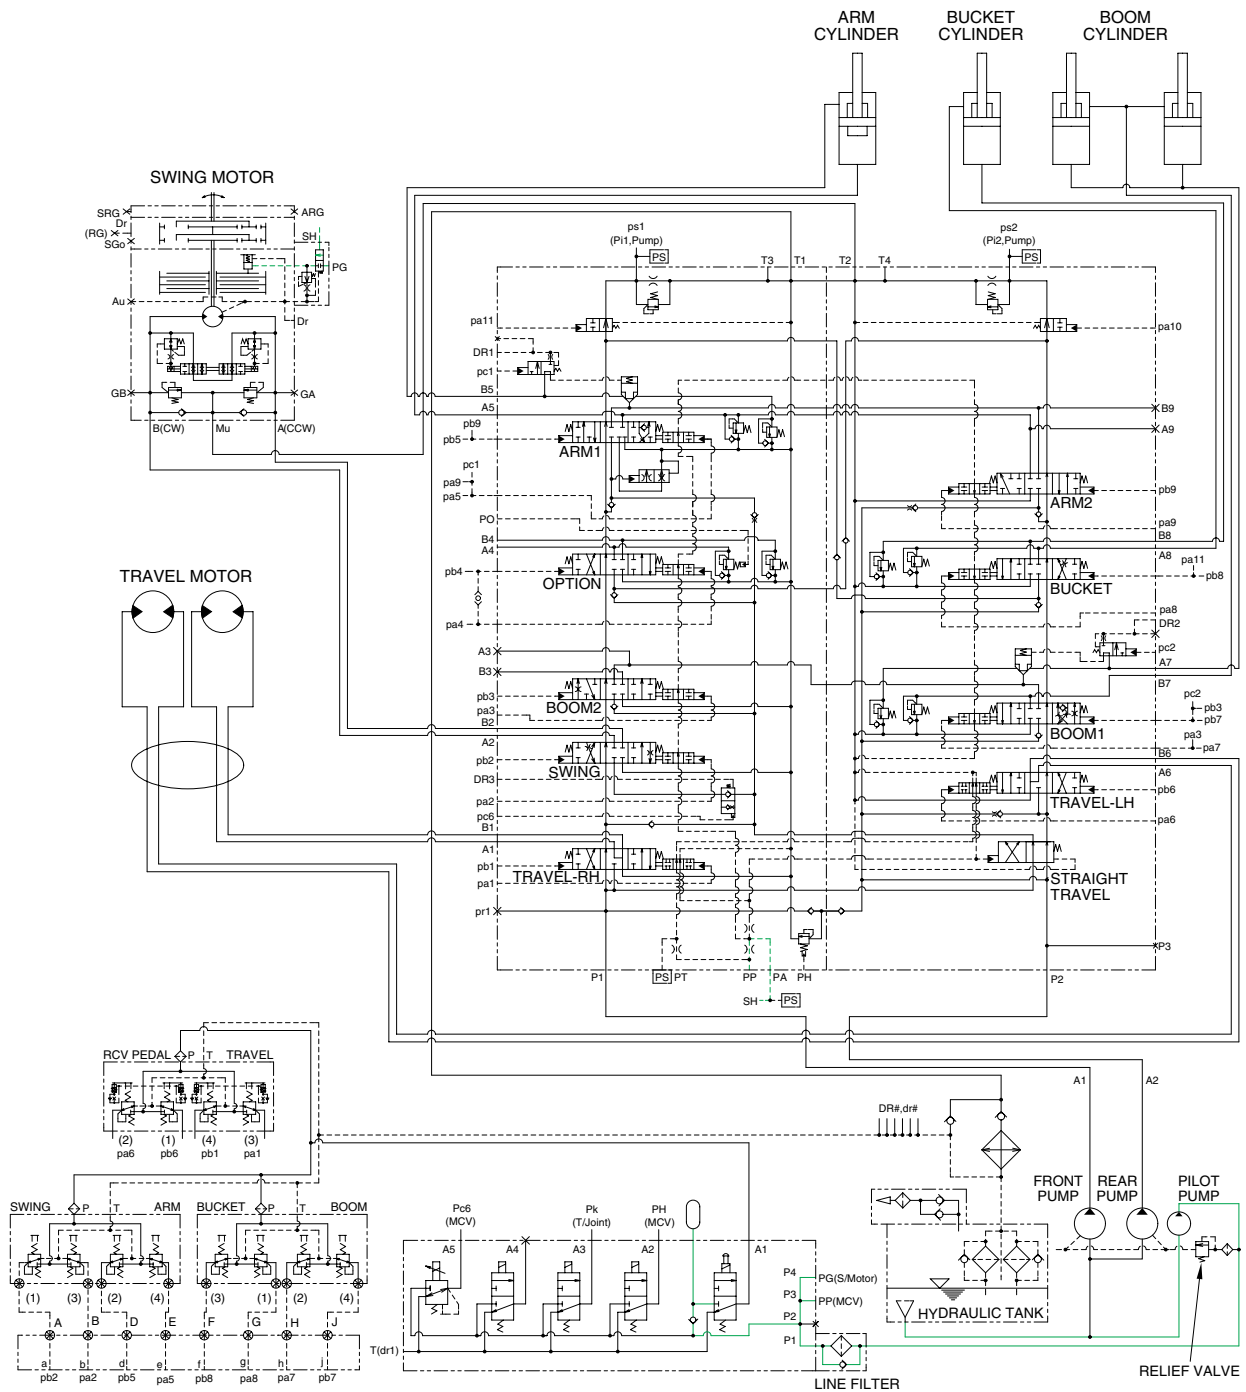 ARM
CYLINDER
BUCKET
CYLINDER
BOOM
CYLINDER
SWING MOTOR
SRG
ARG
Dr
(RG)
SGo
SH
PG
Au
Dr
GB
GA
B(CW)
Mu
A(CCW)
ps1
(Pi1,Pump)
PS
T3
T1
T2
T4
ps2
(Pi2,Pump)
PS
pa11
pa10
DR1
pc1
B5
A5
B9
A9
pb9
pb5
ARM1
pc1
pa9
pa5
ARM2
pb9
PO
pa9
B4
A4
B8
A8
pb4
OPTION
BUCKET
pa11
pb8
pa4
pa8
DR2
A3
B3
pc2
A7
B7
pb3
pa3
B2
BOOM2
BOOM1
pc2
pb3
pb7
pa3
pa7
A2
pb2
SWING
B6
DR3
pa2
pc6
B1
A6
TRAVEL-LH
pb6
pa6
A1
pb1
TRAVEL-RH
pa1
STRAIGHT
TRAVEL
pr1
P3
P1
PS
PT
PP
PA
PH
P2
SH
PS
TRAVEL MOTOR
RCV PEDAL
P
T
TRAVEL
(2)
(1)
(4)
(3)
pa6
pb6
pb1
pa1
SWING
P
T
ARM
BUCKET
P
T
BOOM
(1)
(3)
(2)
(4)
(3)
(1)
(2)
(4)
A
B
D
E
F
G
H
J
a
b
d
e
f
g
h
j
pb2
pa2
pb5
pa5
pb8
pa8
pa7
pb7
Pc6
(MCV)
Pk
(T/Joint)
PH
(MCV)
A5
A4
A3
A2
A1
P4
PG(S/Motor)
P3
PP(MCV)
P2
P1
T(dr1)
LINE FILTER
DR#,dr#
A1
A2
FRONT
PUMP
REAR
PUMP
PILOT
PUMP
HYDRAULIC TANK
RELIEF VALVE